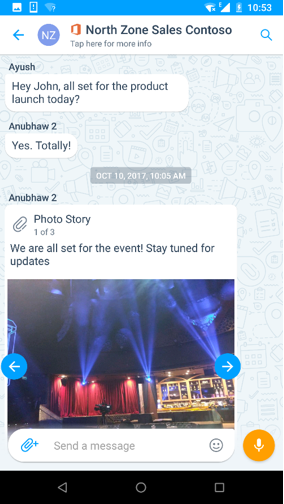 10:53
NZ
North Zone Sales Contoso
Tap here for more info
Ayush
Hey John, all set for the product
launch today?
Anubhaw 2
Yes. Totally!
OCT 10, 2017, 10:05 AM
Anubhaw 2
Photo Story
1 of 3
We are all set for the event! Stay tuned for
updates
Send a message